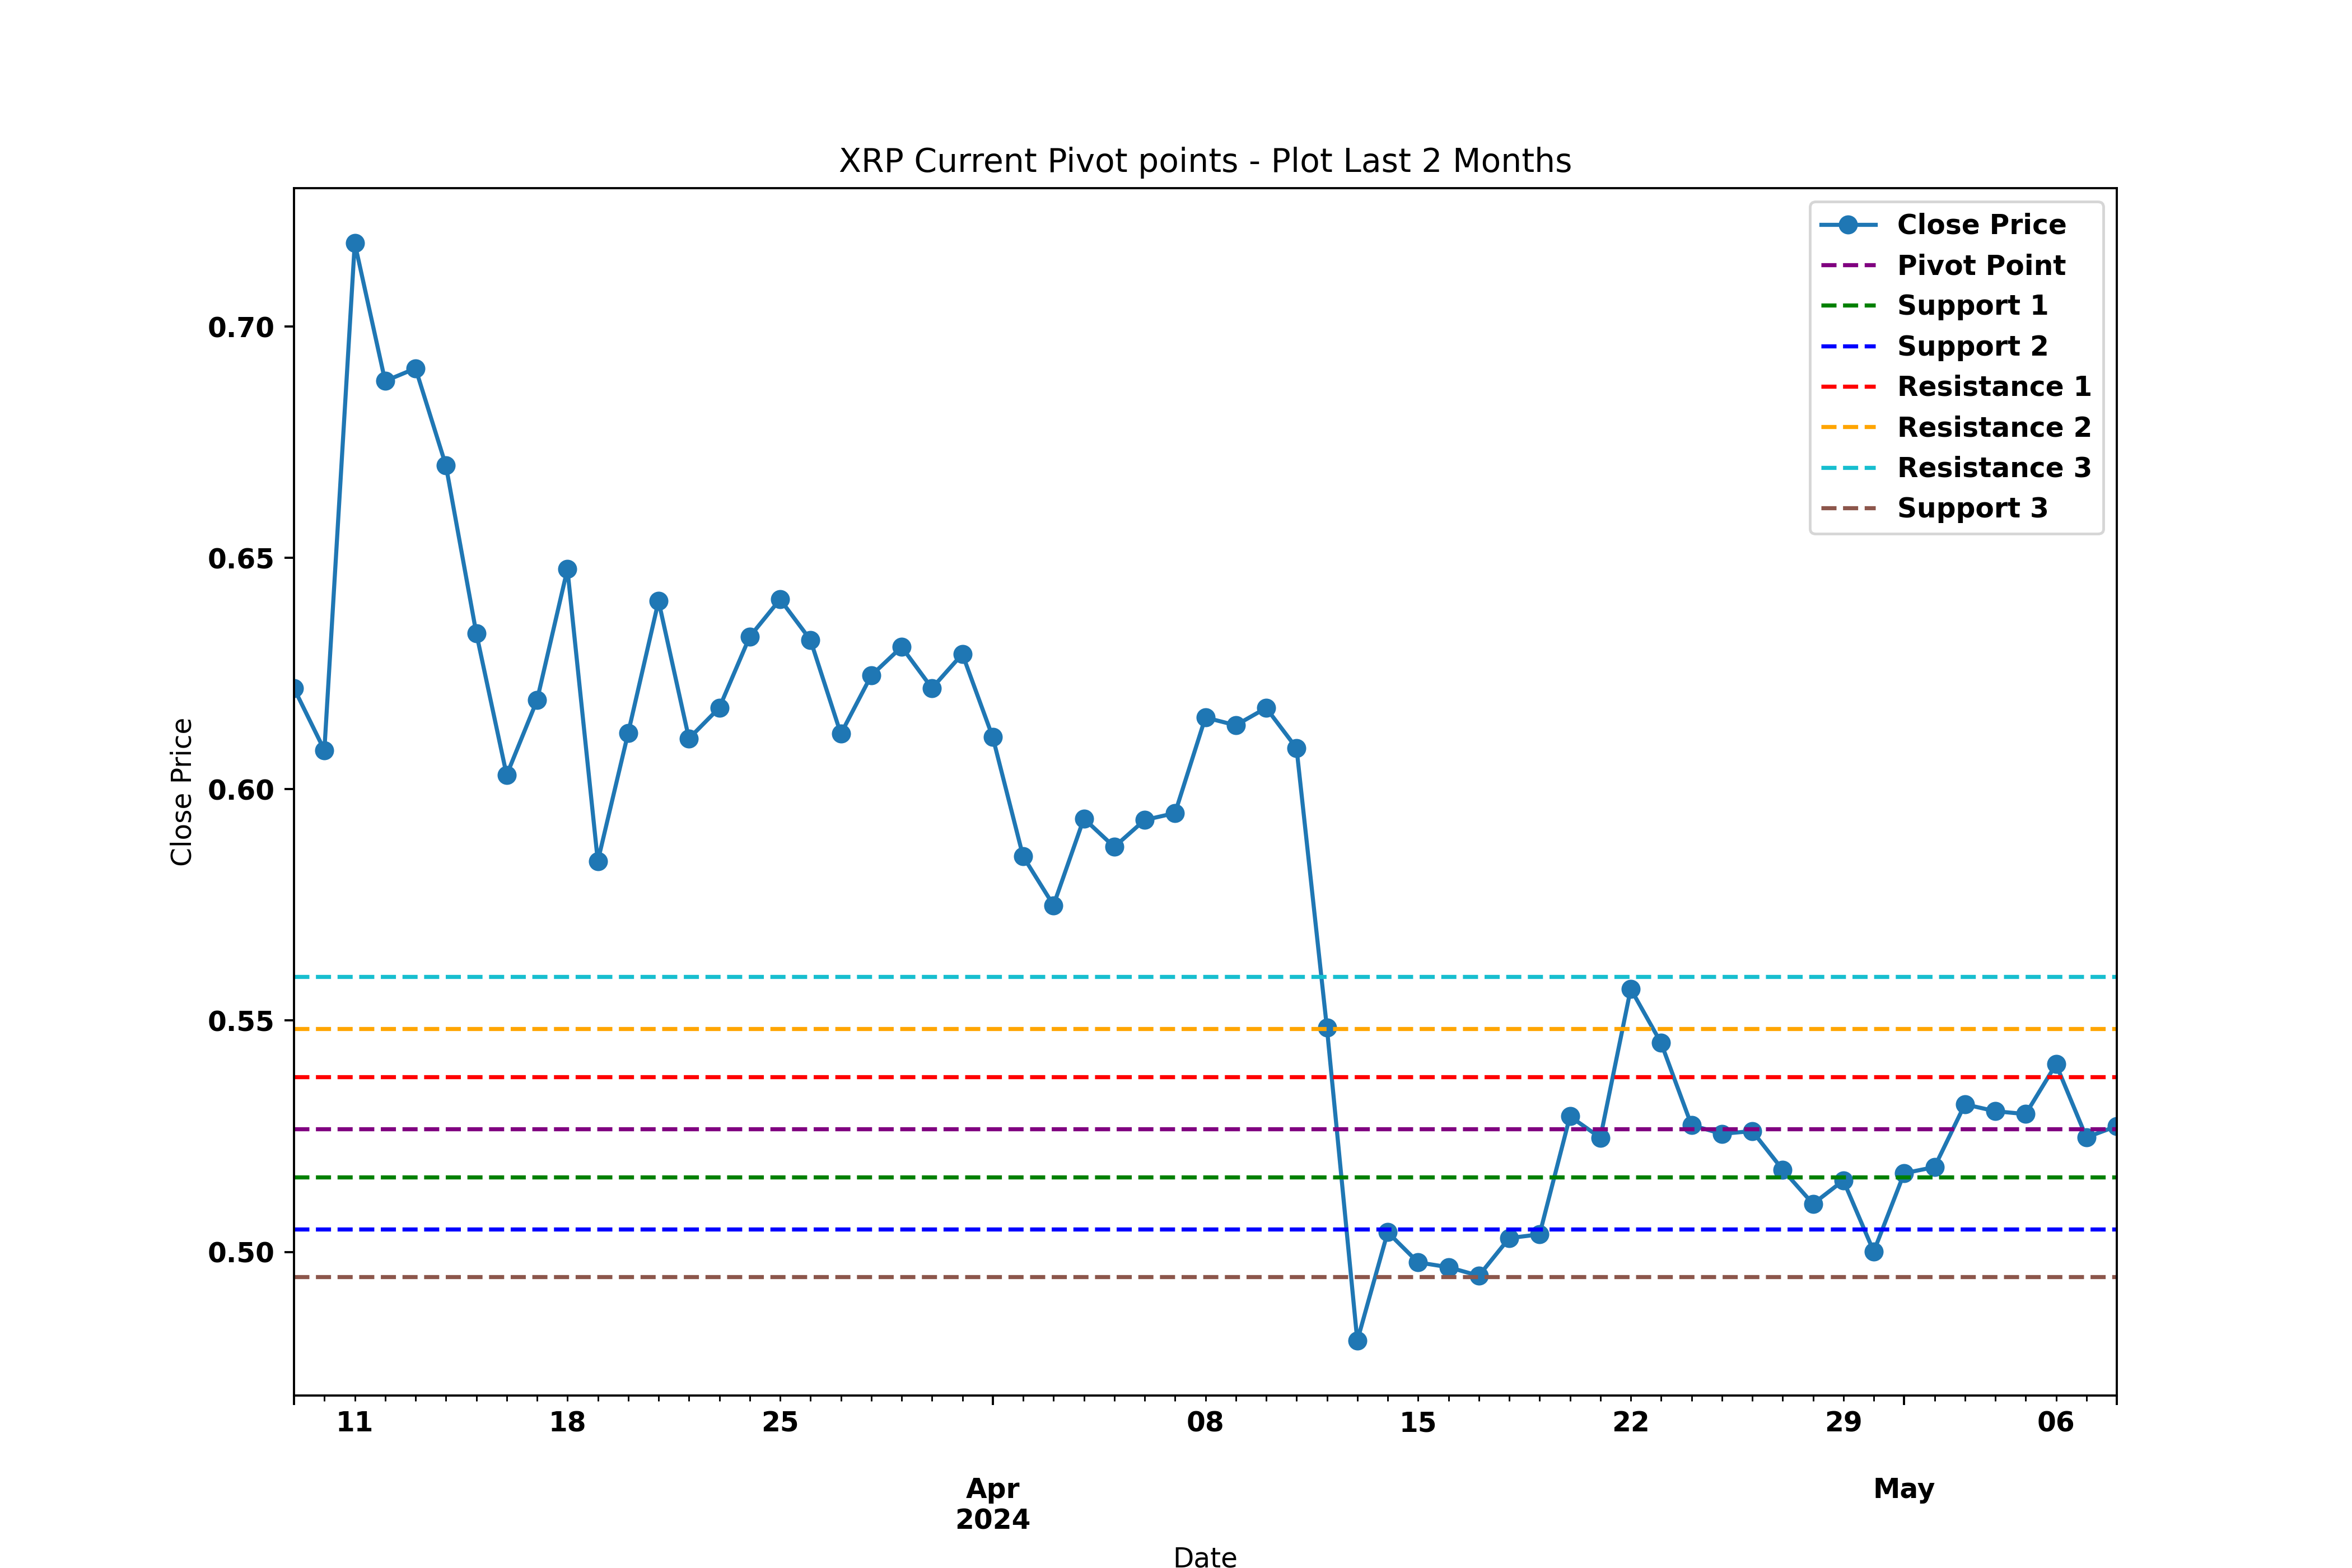 XRP Current Pivot points - Plot Last 2 Months
Close Price
Pivot Point
Support 1
Support 2
Resistance 1
Resistance 2
Resistance 3
Support 3
0.70
0.65
0.60
0.55
0.50
Close Price
11 18 25 08 15 22 29 06
Apr May
2024
Date